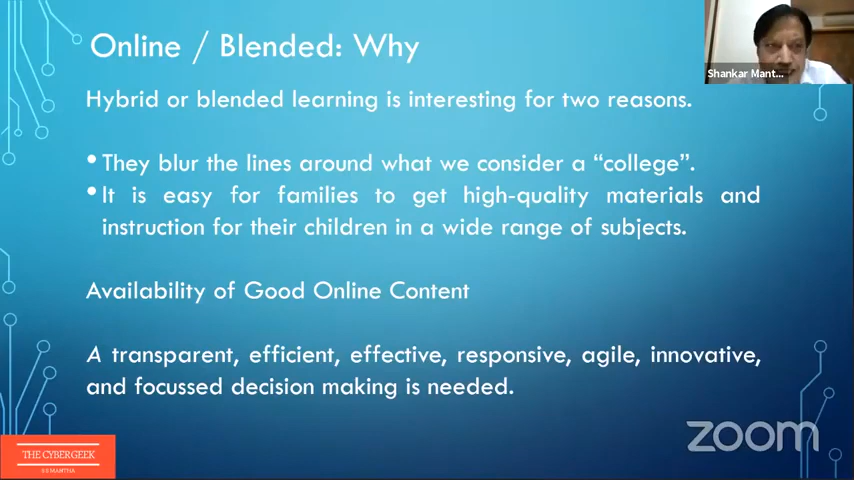 Online / Blended: Why
Shankar Mant...
Hybrid or blended learning is interesting for two reasons.
• They blur the lines around what we consider a “college”.
• It is easy for families to get high-quality materials and
instruction for their children in a wide range of subjects.
Availability of Good Online Content
A transparent, efficient, effective, responsive, agile, innovative,
and focussed decision making is needed.
zoom
THE CYBERGEEK
S S MANTHA